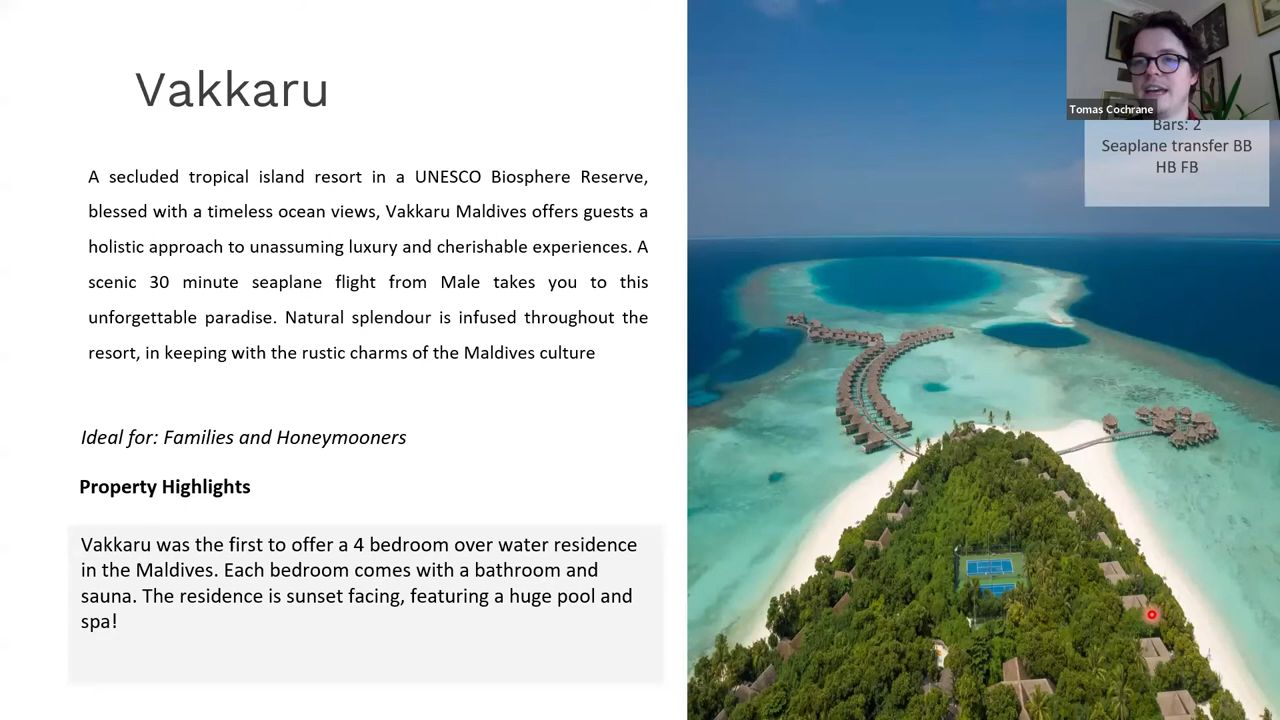 Vakkaru
A secluded tropical island resort in a UNESCO Biosphere Reserve,
blessed with a timeless ocean views, Vakkaru Maldives offers guests a
holistic approach to unassuming luxury and cherishable experiences. A
scenic 30 minute seaplane flight from Male takes you to this
unforgettable paradise. Natural splendour is infused throughout the
resort, in keeping with the rustic charms of the Maldives culture
Ideal for: Families and Honeymooners
Property Highlights
Vakkaru was the first to offer a 4 bedroom over water residence
in the Maldives. Each bedroom comes with a bathroom and
sauna. The residence is sunset facing, featuring a huge pool and
spa!
Tomas Cochrane
Bars: 2
Seaplane transfer BB
HB FB